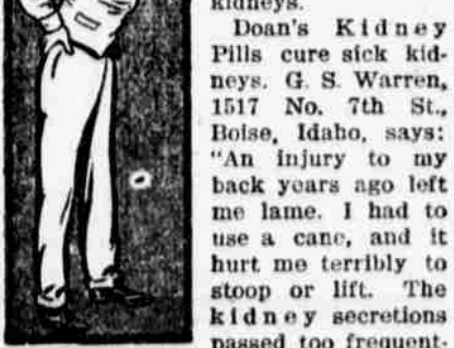 kidneys.
Doan's Kidney
Pills cure sick kid-
neys. G. S. Warren,
1517 No. 7th St.,
Boise, Idaho, says:
"An injury to my
back years ago left
me lame. I had to
use a cane, and it
hurt me terribly to
stoop or lift. The
kidney secretions
passed too frequent-